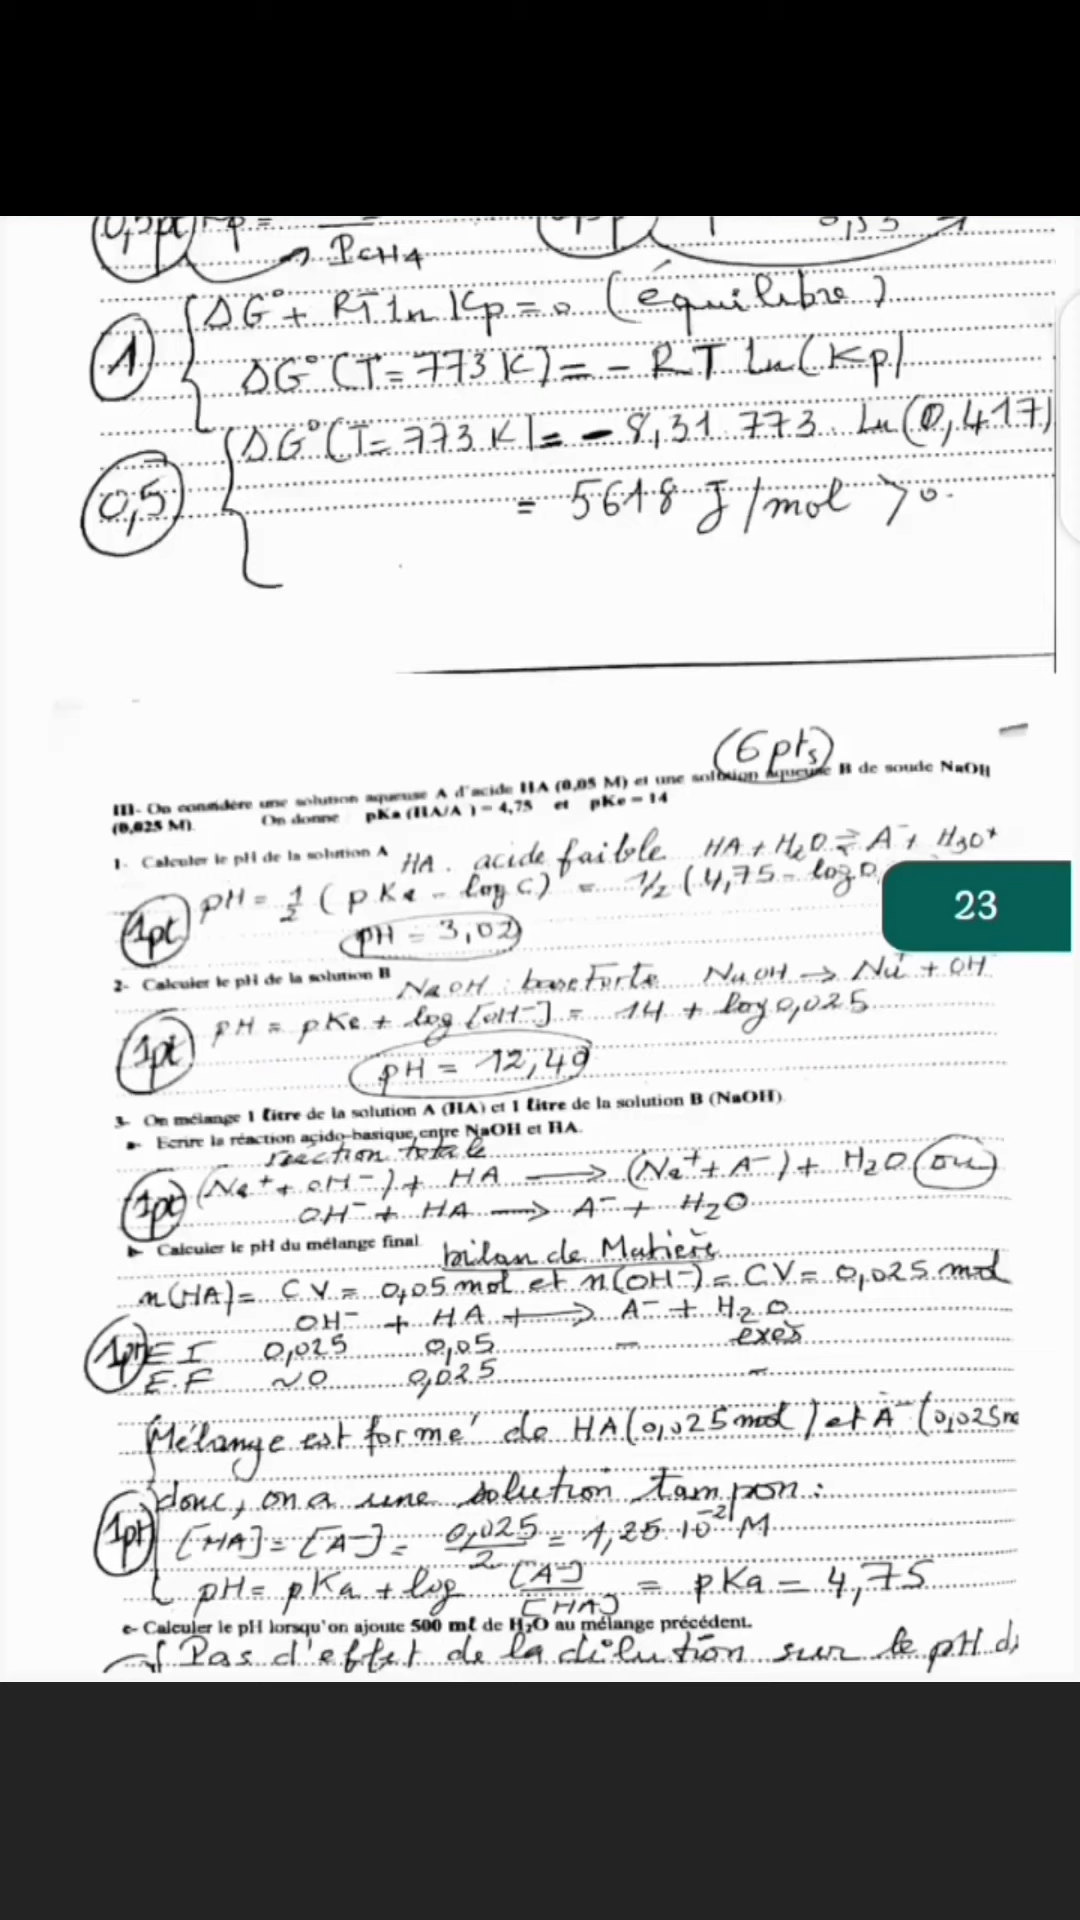 (0,5pt)
PCH4
ΔG° + RT ln Kp = 0 (équilibre)
1
ΔG° (T = 773 K) = - RT Ln(Kp)
ΔG° (T = 773 K) = - 8,31 773. Ln(0,417)
0,5
= 5618 J/mol > 0.
(6pts)
III- On considère une solution aqueuse A d'acide HA (0,05 M) et une solution aqueuse B de soude NaOH
(0,025 M). On donne pKa (HA/A-) = 4,75 et pKe = 14
1- Calculer le pH de la solution A HA. acide faible HA + H2O ⇌ A- + H3O+
pH = 1/2 (pKa - log C) = 1/2 (4,75 - log 0,
23
1pt
pH = 3,02
2- Calculer le pH de la solution B NaOH : base forte NaOH → Na+ + OH-
pH = pKe + log [OH-] = 14 + log 0,025
1pt
pH = 12,40
3- On mélange 1 litre de la solution A (HA) et 1 litre de la solution B (NaOH).
a- Ecrire la réaction acido-basique entre NaOH et HA.
réaction totale
1pt (Na+ + OH-) + HA → (Na+ + A-) + H2O (ou)
OH- + HA → A- + H2O
b- Calculer le pH du mélange final. bilan de Matière
n(HA) = CV = 0,05 mol et n(OH-) = CV = 0,025 mol
OH- + HA → A- + H2O
1pt EI 0,025 0,05 - excès
E.F ~0 0,025 -
Mélange est formé de HA (0,025 mol) et A- (0,025
donc, on a une solution tampon :
1pt [HA] = [A-] = 0,025/2 = 1,25 10-2 M
pH = pKa + log [A-]/[HA] = pKa = 4,75
c- Calculer le pH lorsqu'on ajoute 500 mℓ de H2O au mélange précédent.
Pas d'effet de la dilution sur le pH